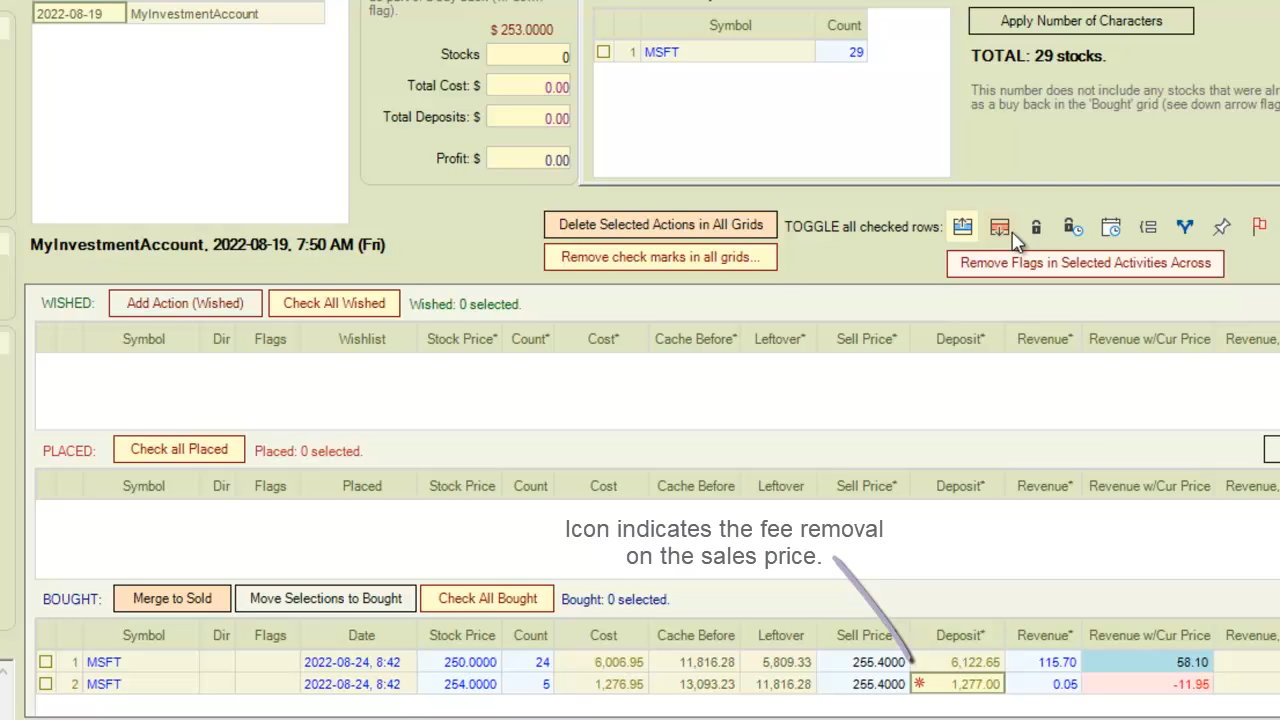 2022-08-19 MyInvestmentAccount
flag).
$ 253.0000
Stocks 0
Total Cost: $ 0.00
Total Deposits: $ 0.00
Profit: $ 0.00
Symbol Count
1 MSFT 29
Apply Number of Characters
TOTAL: 29 stocks.
This number does not include any stocks that were
as a buy back in the 'Bought' grid (see down arrow flag
Delete Selected Actions in All Grids TOGGLE all checked rows:
Remove check marks in all grids...
Remove Flags in Selected Activities Across
MyInvestmentAccount, 2022-08-19, 7:50 AM (Fri)
WISHED: Add Action (Wished) Check All Wished Wished: 0 selected.
Symbol Dir Flags Wishlist Stock Price* Count* Cost* Cache Before* Leftover* Sell Price* Deposit* Revenue* Revenue w/Cur Price Revenue,
PLACED: Check all Placed Placed: 0 selected.
Symbol Dir Flags Placed Stock Price Count Cost Cache Before Leftover Sell Price* Deposit* Revenue* Revenue w/Cur Price Revenue,
Icon indicates the fee removal
on the sales price.
BOUGHT: Merge to Sold Move Selections to Bought Check All Bought Bought: 0 selected.
Symbol Dir Flags Date Stock Price Count Cost Cache Before Leftover Sell Price Deposit* Revenue* Revenue w/Cur Price Revenue,
1 MSFT 2022-08-24, 8:42 250.0000 24 6,006.95 11,816.28 5,809.33 255.4000 6,122.65 115.70 58.10
2 MSFT 2022-08-24, 8:42 254.0000 5 1,276.95 13,093.23 11,816.28 255.4000 1,277.00 0.05 -11.95